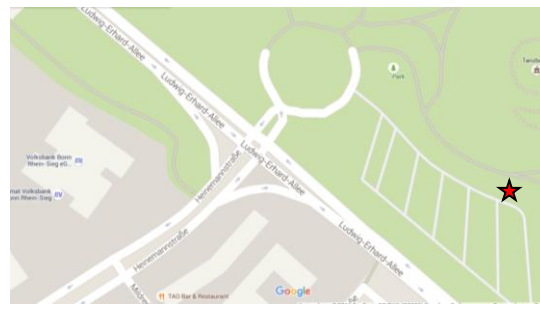 Ludwig-Erhard-Allee
Ludwig-Erhard-Allee
Park
Volksbank Bonn
Rhein-Sieg eG...
Ludwig-Erhard-Allee
Heinemannstraße
Ludwig-Erhard-Allee
Heinemannstraße
TAO Bar & Restaurant
Google